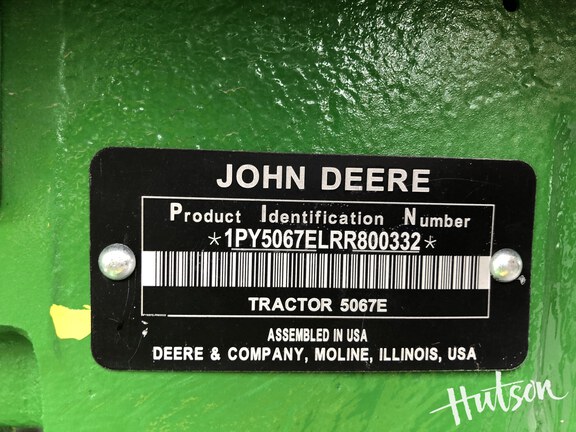 JOHN DEERE
Product Identification Number
*1PY5067ELRR800332*
TRACTOR 5067E
ASSEMBLED IN USA
DEERE & COMPANY, MOLINE, ILLINOIS, USA
Hutson